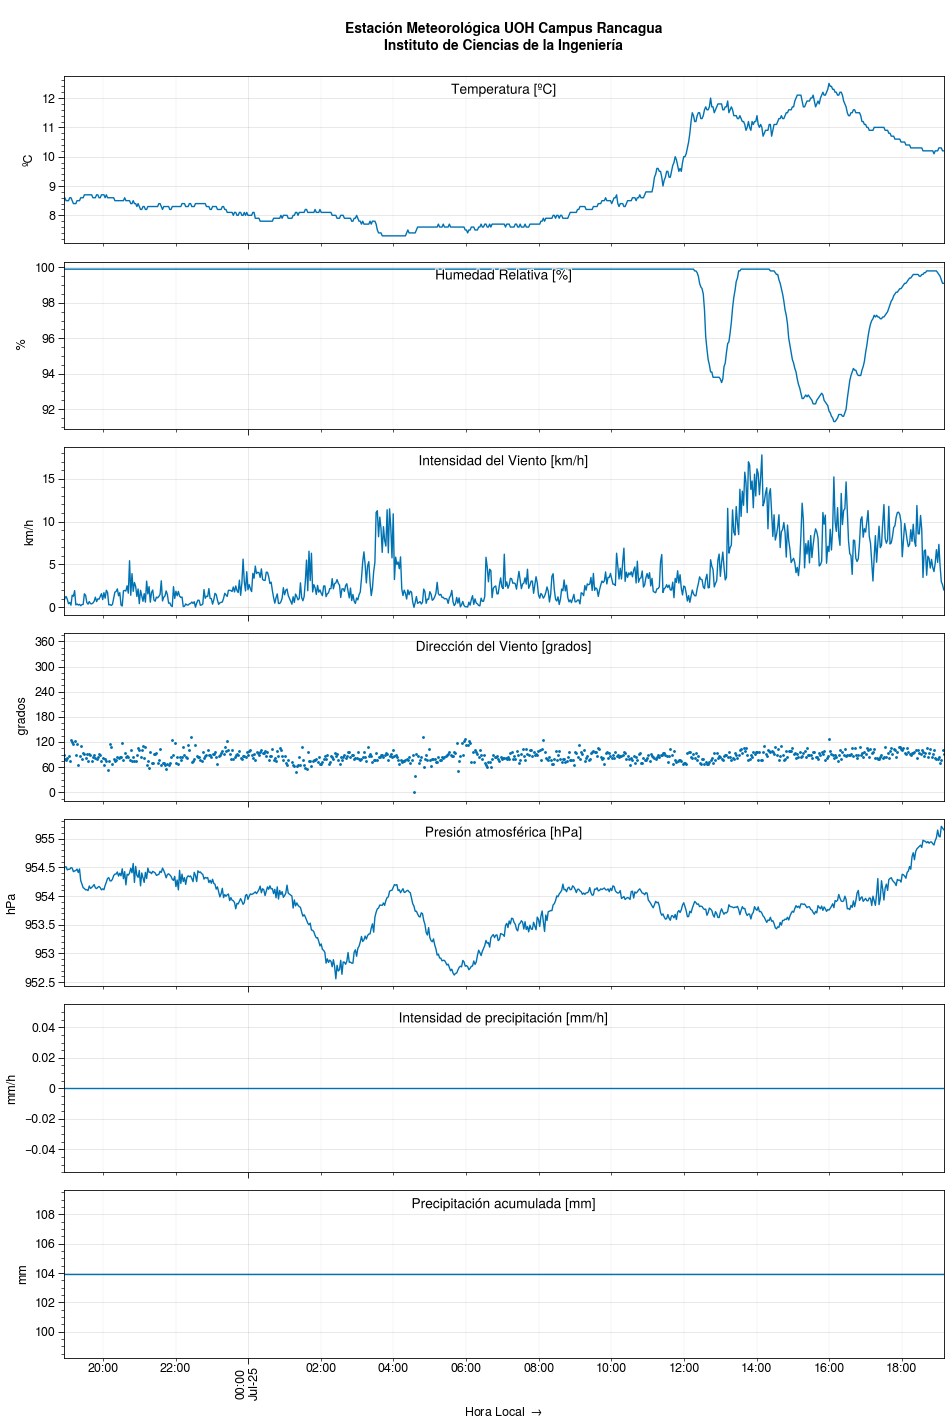 Estación Meteorológica UOH Campus Rancagua
Instituto de Ciencias de la Ingeniería
Temperatura [ºC]
ºC
12
11
10
9
8
Humedad Relativa [%]
%
100
98
96
94
92
Intensidad del Viento [km/h]
km/h
15
10
5
0
Dirección del Viento [grados]
grados
360
300
240
180
120
60
0
Presión atmosférica [hPa]
hPa
955
954.5
954
953.5
953
952.5
Intensidad de precipitación [mm/h]
mm/h
0.04
0.02
0
−0.02
−0.04
Precipitación acumulada [mm]
mm
108
106
104
102
100
20:00 22:00 00:00 02:00 04:00 06:00 08:00 10:00 12:00 14:00 16:00 18:00
Jul-25
Hora Local →